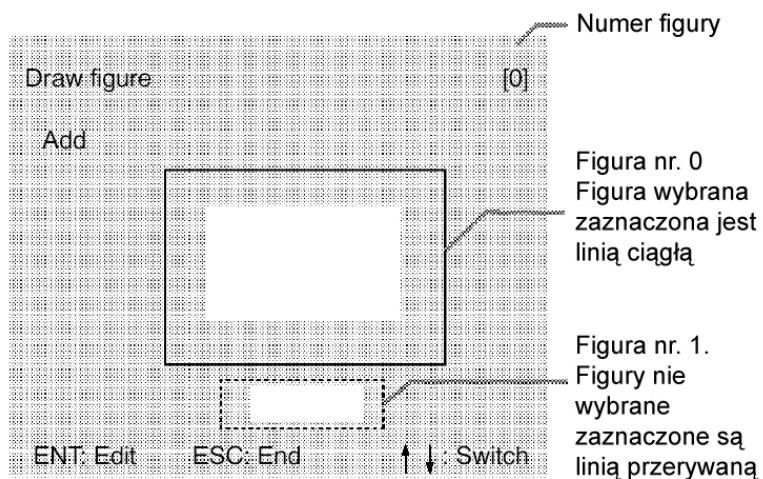 Numer figury
Draw figure [0]
Add
Figura nr. 0
Figura wybrana
zaznaczona jest
linią ciągłą
Figura nr. 1.
Figury nie
wybrane
zaznaczone są
linią przerywaną
ENT: Edit ESC: End ↑ ↓ : Switch